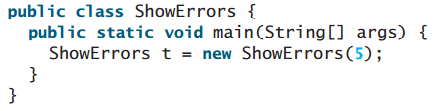 public class ShowErrors {
  public static void main(String[] args) {
    ShowErrors t = new ShowErrors(5);
  }
}